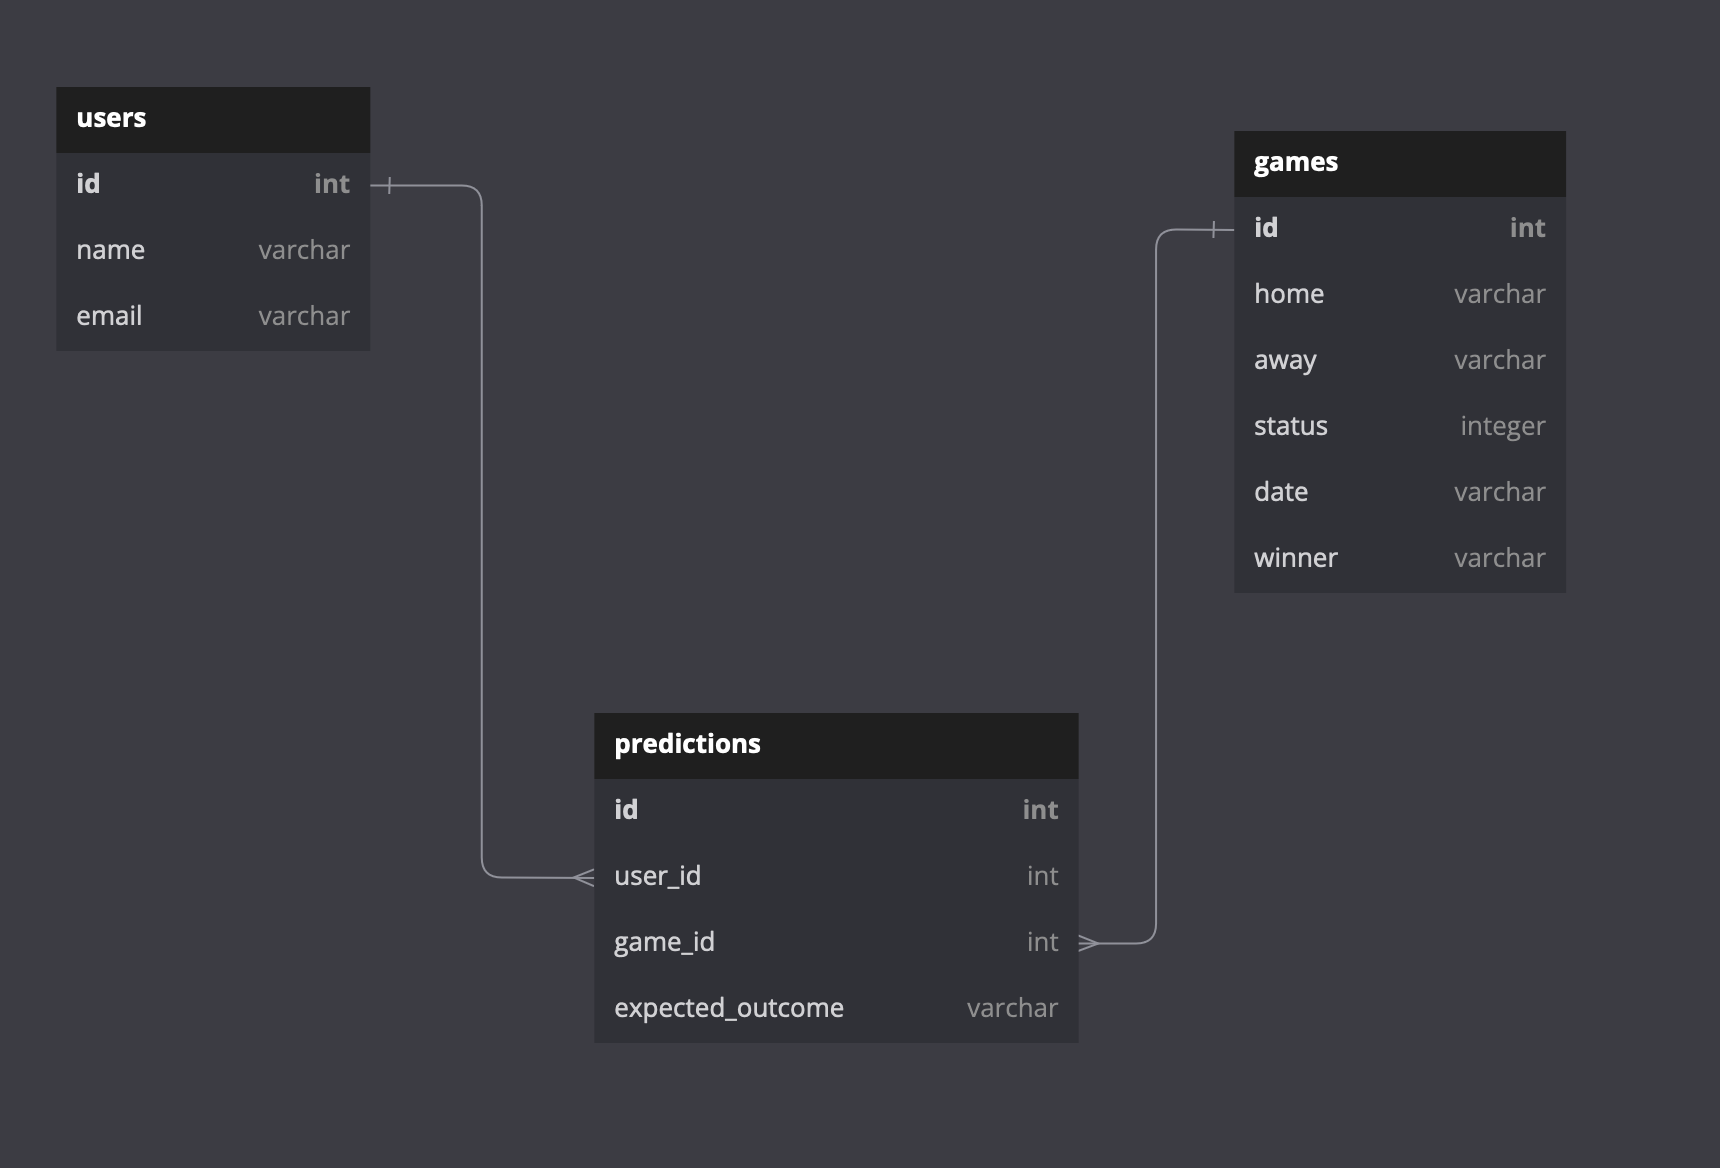 users
id int
name varchar
email varchar
games
id int
home varchar
away varchar
status integer
date varchar
winner varchar
predictions
id int
user_id int
game_id int
expected_outcome varchar